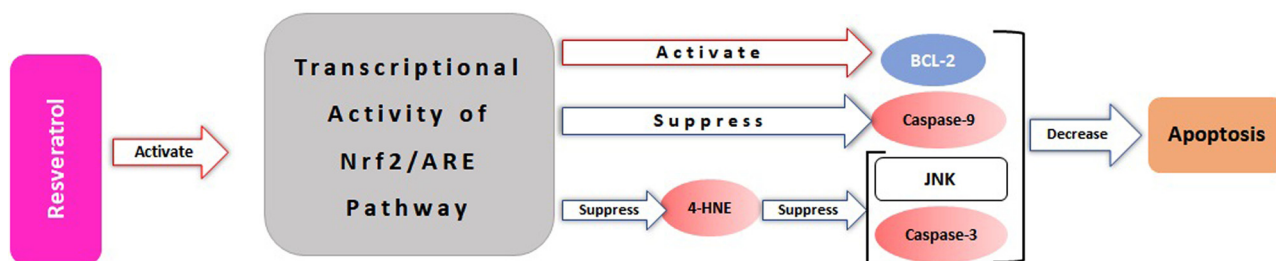 Resveratrol
Activate
Transcriptional
Activity of
Nrf2/ARE
Pathway
Activate
BCL-2
Suppress
Caspase-9
Suppress
4-HNE
Suppress
JNK
Caspase-3
Decrease
Apoptosis